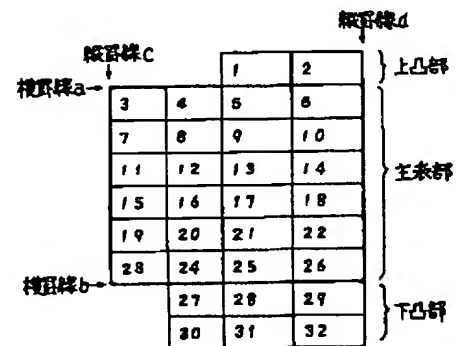 縦罫線d
縦罫線c
1 2 上凸部
横罫線a
3 4 5 6
7 8 9 10
主表部
11 12 13 14
15 16 17 18
19 20 21 22
23 24 25 26
横罫線b
27 28 29
下凸部
30 31 32